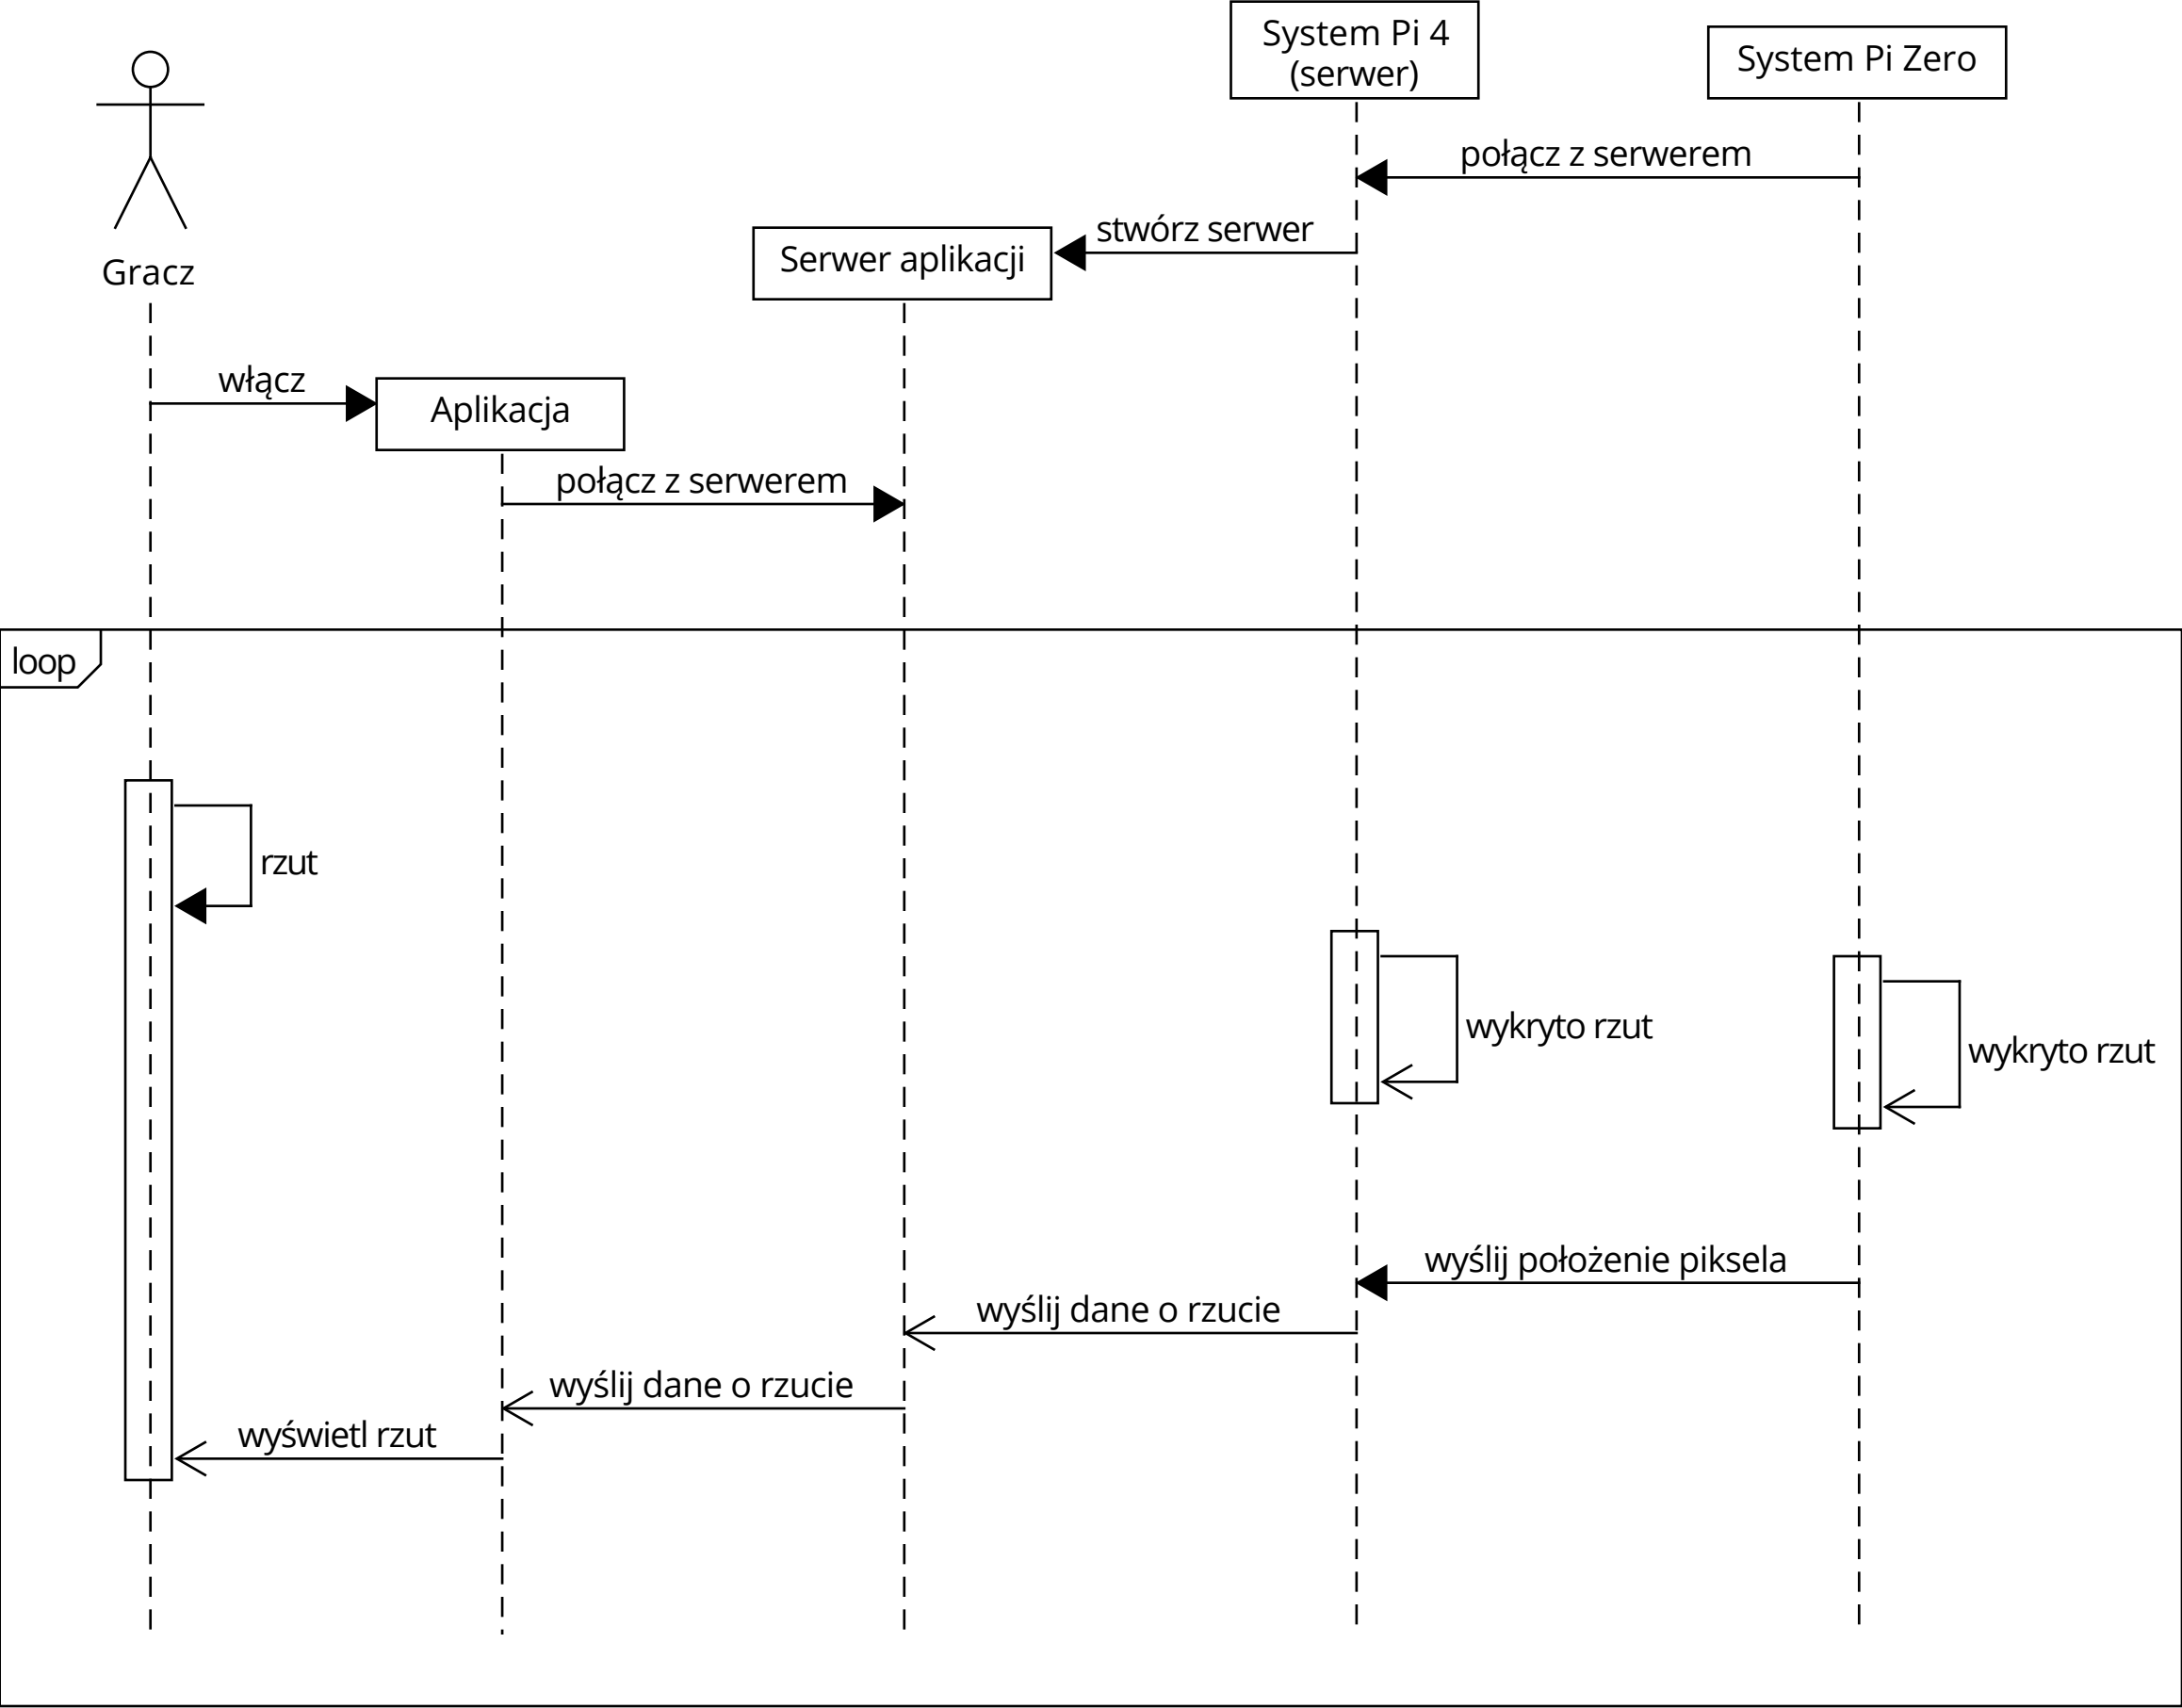 System Pi 4
(serwer)
System Pi Zero
połącz z serwerem
stwórz serwer
Serwer aplikacji
Gracz
włącz
Aplikacja
połącz z serwerem
loop
rzut
wykryto rzut
wykryto rzut
wyślij położenie piksela
wyślij dane o rzucie
wyślij dane o rzucie
wyświetl rzut